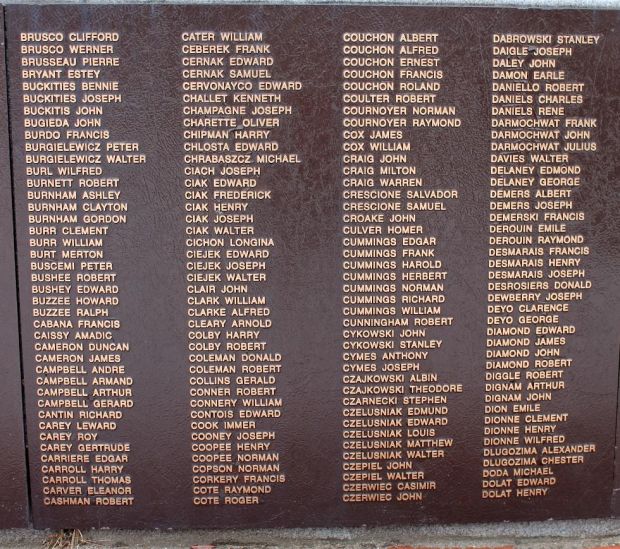 BRUSCO CLIFFORD
BRUSCO WERNER
BRUSSEAU PIERRE
BRYANT ESTEY
BUCKITIES BENNIE
BUCKITIES JOSEPH
BUCKITIS JOHN
BUGIEDA JOHN
BURDO FRANCIS
BURGIELEWICZ PETER
BURGIELEWICZ WALTER
BURL WILFRED
BURNETT ROBERT
BURNHAM ASHLEY
BURNHAM CLAYTON
BURNHAM GORDON
BURR CLEMENT
BURR WILLIAM
BURT MERTON
BUSCEMI PETER
BUSHEE ROBERT
BUSHEY EDWARD
BUZZEE HOWARD
BUZZEE RALPH
CABANA FRANCIS
CAISSY AMADIC
CAMERON DUNCAN
CAMERON JAMES
CAMPBELL ANDRE
CAMPBELL ARMAND
CAMPBELL ARTHUR
CAMPBELL GERARD
CANTIN RICHARD
CAREY LEWARD
CAREY ROY
CAREY GERTRUDE
CARRIERE EDGAR
CARROLL HARRY
CARROLL THOMAS
CARVER ELEANOR
CASHMAN ROBERT
CATER WILLIAM
CEBEREK FRANK
CERNAK EDWARD
CERNAK SAMUEL
CERVONAYCO EDWARD
CHALLET KENNETH
CHAMPAGNE JOSEPH
CHARETTE OLIVER
CHIPMAN HARRY
CHLOSTA EDWARD
CHRABASZCZ MICHAEL
CIACH JOSEPH
CIAK EDWARD
CIAK FREDERICK
CIAK HENRY
CIAK JOSEPH
CIAK WALTER
CICHON LONGINA
CIEJEK EDWARD
CIEJEK JOSEPH
CIEJEK WALTER
CLAIR JOHN
CLARK WILLIAM
CLARKE ALFRED
CLEARY ARNOLD
COLBY HARRY
COLBY ROBERT
COLEMAN DONALD
COLEMAN ROBERT
COLLINS GERALD
CONNER ROBERT
CONNERY WILLIAM
CONTOIS EDWARD
COOK IMMER
COONEY JOSEPH
COOPEE HENRY
COOPEE NORMAN
COPSON NORMAN
CORKERY FRANCIS
COTE RAYMOND
COTE ROGER
COUCHON ALBERT
COUCHON ALFRED
COUCHON ERNEST
COUCHON FRANCIS
COUCHON ROLAND
COULTER ROBERT
COURNOYER NORMAN
COURNOYER RAYMOND
COX JAMES
COX WILLIAM
CRAIG JOHN
CRAIG MILTON
CRAIG WARREN
CRESCIONE SALVADOR
CRESCIONE SAMUEL
CROAKE JOHN
CULVER HOMER
CUMMINGS EDGAR
CUMMINGS FRANK
CUMMINGS HAROLD
CUMMINGS HERBERT
CUMMINGS NORMAN
CUMMINGS RICHARD
CUMMINGS WILLIAM
CUNNINGHAM ROBERT
CYKOWSKI JOHN
CYKOWSKI STANLEY
CYMES ANTHONY
CYMES JOSEPH
CZAJKOWSKI ALBIN
CZAJKOWSKI THEODORE
CZARNECKI STEPHEN
CZELUSNIAK EDMUND
CZELUSNIAK EDWARD
CZELUSNIAK LOUIS
CZELUSNIAK MATTHEW
CZELUSNIAK WALTER
CZEPIEL JOHN
CZEPIEL WALTER
CZERWIEC CASIMIR
CZERWIEC JOHN
DABROWSKI STANLEY
DAIGLE JOSEPH
DALEY JOHN
DAMON EARLE
DANIELLO ROBERT
DANIELS CHARLES
DANIELS RENE
DARMOCHWAT FRANK
DARMOCHWAT JOHN
DARMOCHWAT JULIUS
DAVIES WALTER
DELANEY EDMOND
DELANEY GEORGE
DEMERS ALBERT
DEMERS JOSEPH
DEMERSKI FRANCIS
DEROUIN EMILE
DEROUIN RAYMOND
DESMARAIS FRANCIS
DESMARAIS HENRY
DESMARAIS JOSEPH
DESROSIERS DONALD
DEWBERRY JOSEPH
DEYO CLARENCE
DEYO GEORGE
DIAMOND EDWARD
DIAMOND JAMES
DIAMOND JOHN
DIAMOND ROBERT
DIGGLE ROBERT
DIGNAM ARTHUR
DIGNAM JOHN
DION EMILE
DIONNE CLEMENT
DIONNE HENRY
DIONNE WILFRED
DLUGOZIMA ALEXANDER
DLUGOZIMA CHESTER
DODA MICHAEL
DOLAT EDWARD
DOLAT HENRY